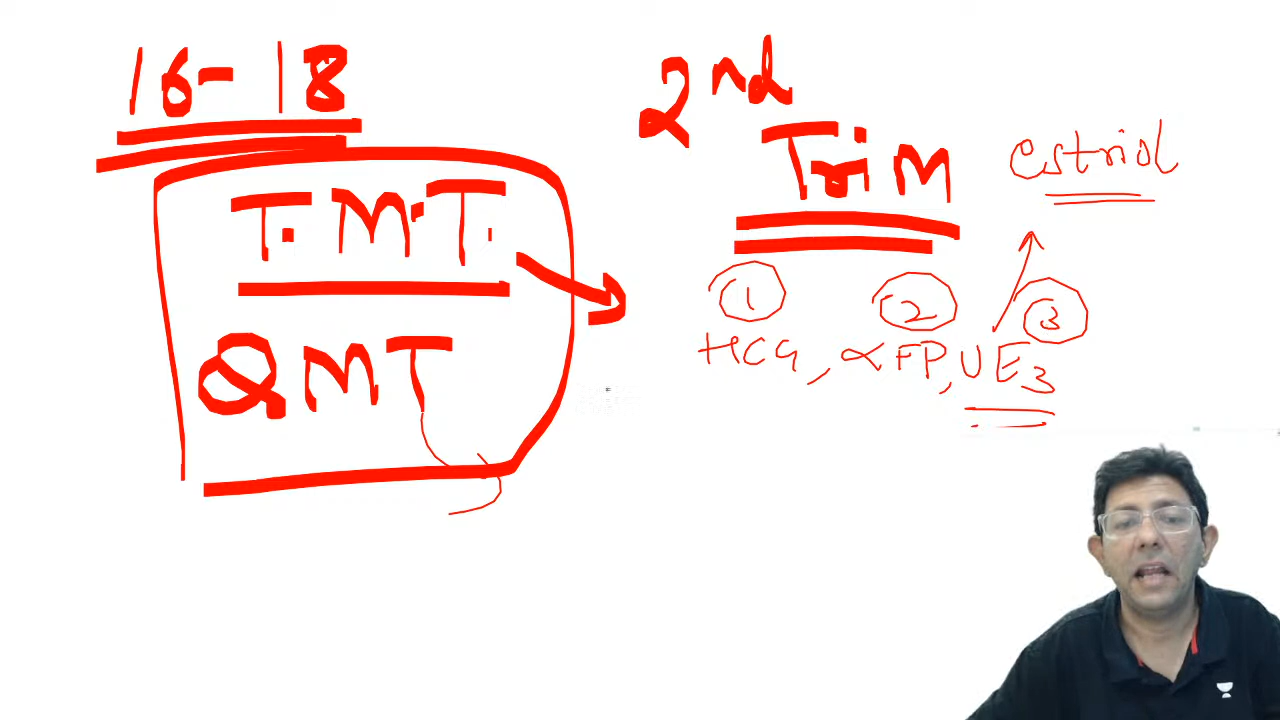 16-18
2nd
TriM
estriol
T.M.T.
QMT
1 2 3
HCG, αFP, UE3